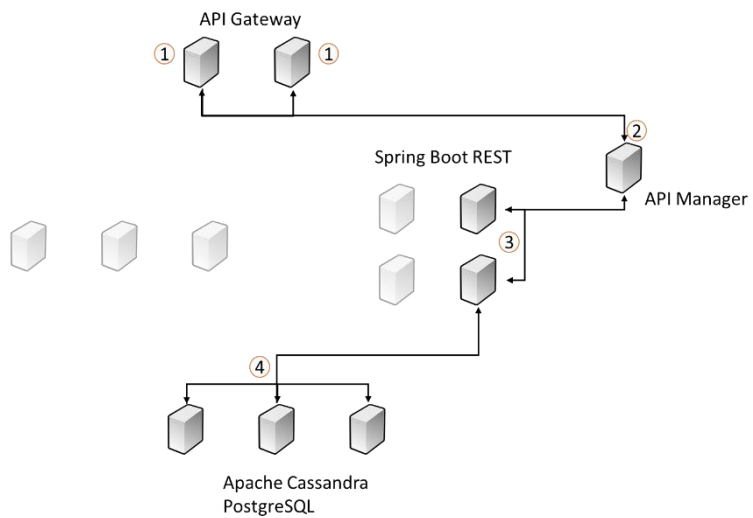 API Gateway
1
1
2
Spring Boot REST
API Manager
3
4
Apache Cassandra
PostgreSQL